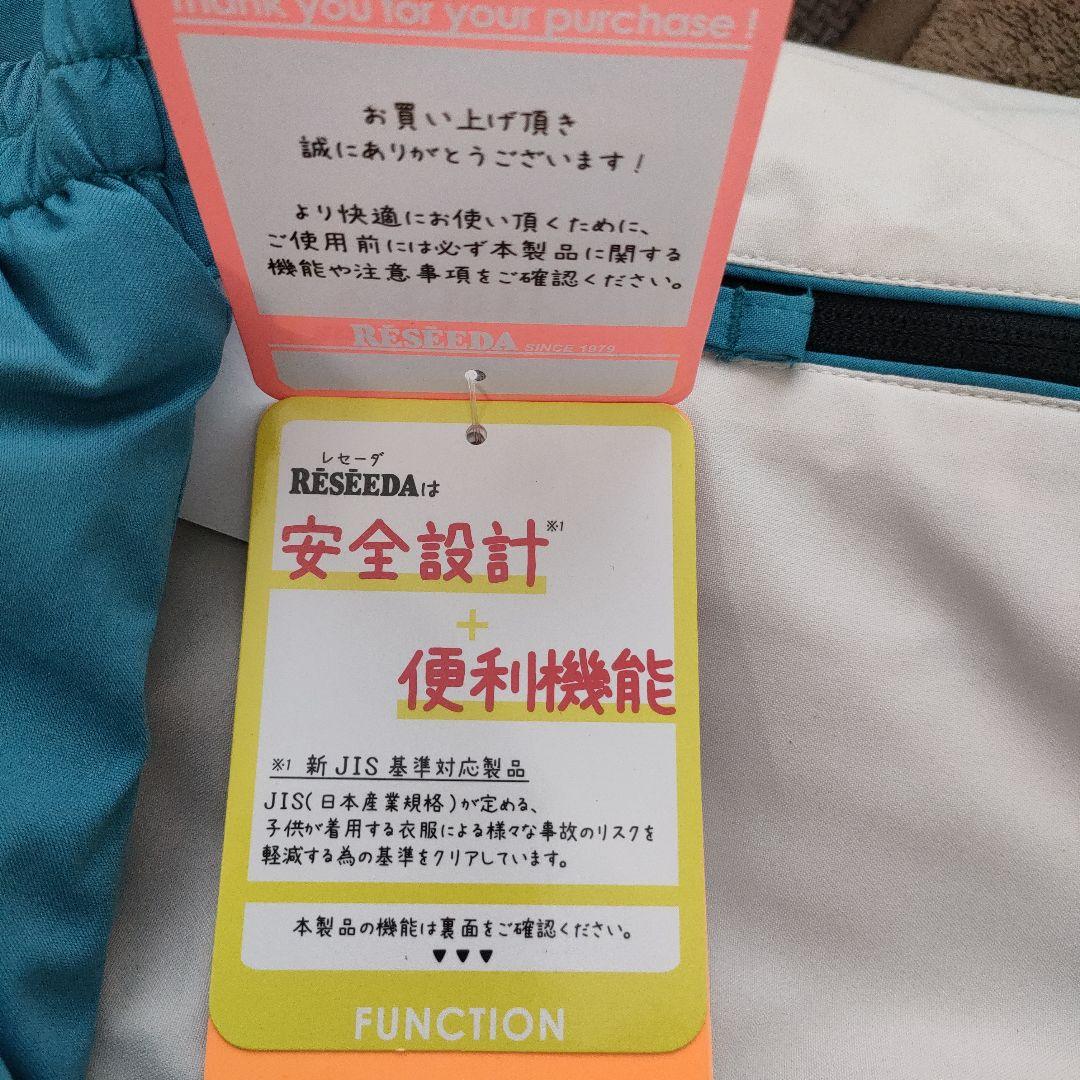 Thank you for your purchase !
お買い上げ頂き
誠にありがとうございます!
より快適にお使い頂くために、
ご使用前には必ず本製品に関する
機能や注意事項をご確認ください。
RĒSĒEDA SINCE 1979
レセーダ
RĒSĒEDAは
安全設計※1
+
便利機能
※1 新JIS基準対応製品
JIS(日本産業規格)が定める、
子供が着用する衣服による様々な事故のリスクを
軽減する為の基準をクリアしています。
本製品の機能は裏面をご確認ください。
▼▼▼
FUNCTION